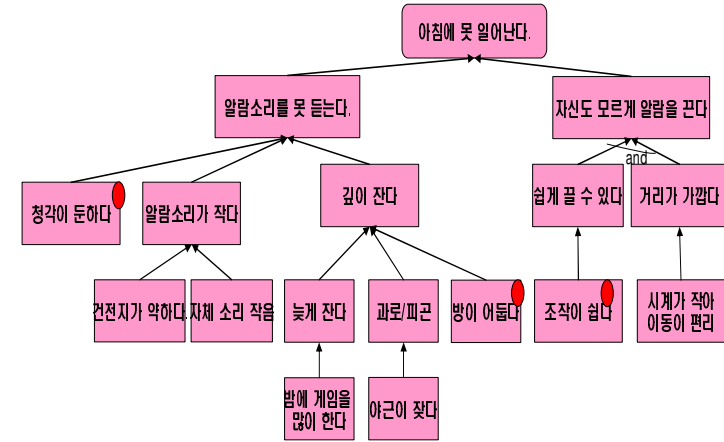 아침에 못 일어난다.
알람소리를 못 듣는다.
자신도 모르게 알람을 끈다
and
청각이 둔하다
알람소리가 작다
깊이 잔다
쉽게 끌 수 있다
거리가 가깝다
건전지가 약하다.
자체 소리 작음
늦게 잔다
과로/피곤
방이 어둡다
조작이 쉽다
시계가 작아
이동이 편리
밤에 게임을
많이 한다
야근이 잦다